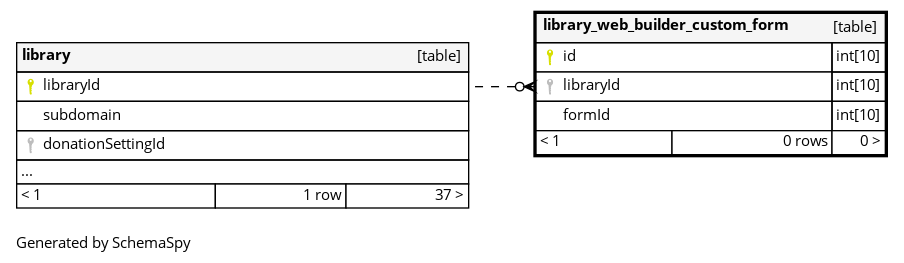 library [table]
libraryId
subdomain
donationSettingId
...
< 1 1 row 37 >
library_web_builder_custom_form [table]
id int[10]
libraryId int[10]
formId int[10]
< 1 0 rows 0 >
Generated by SchemaSpy